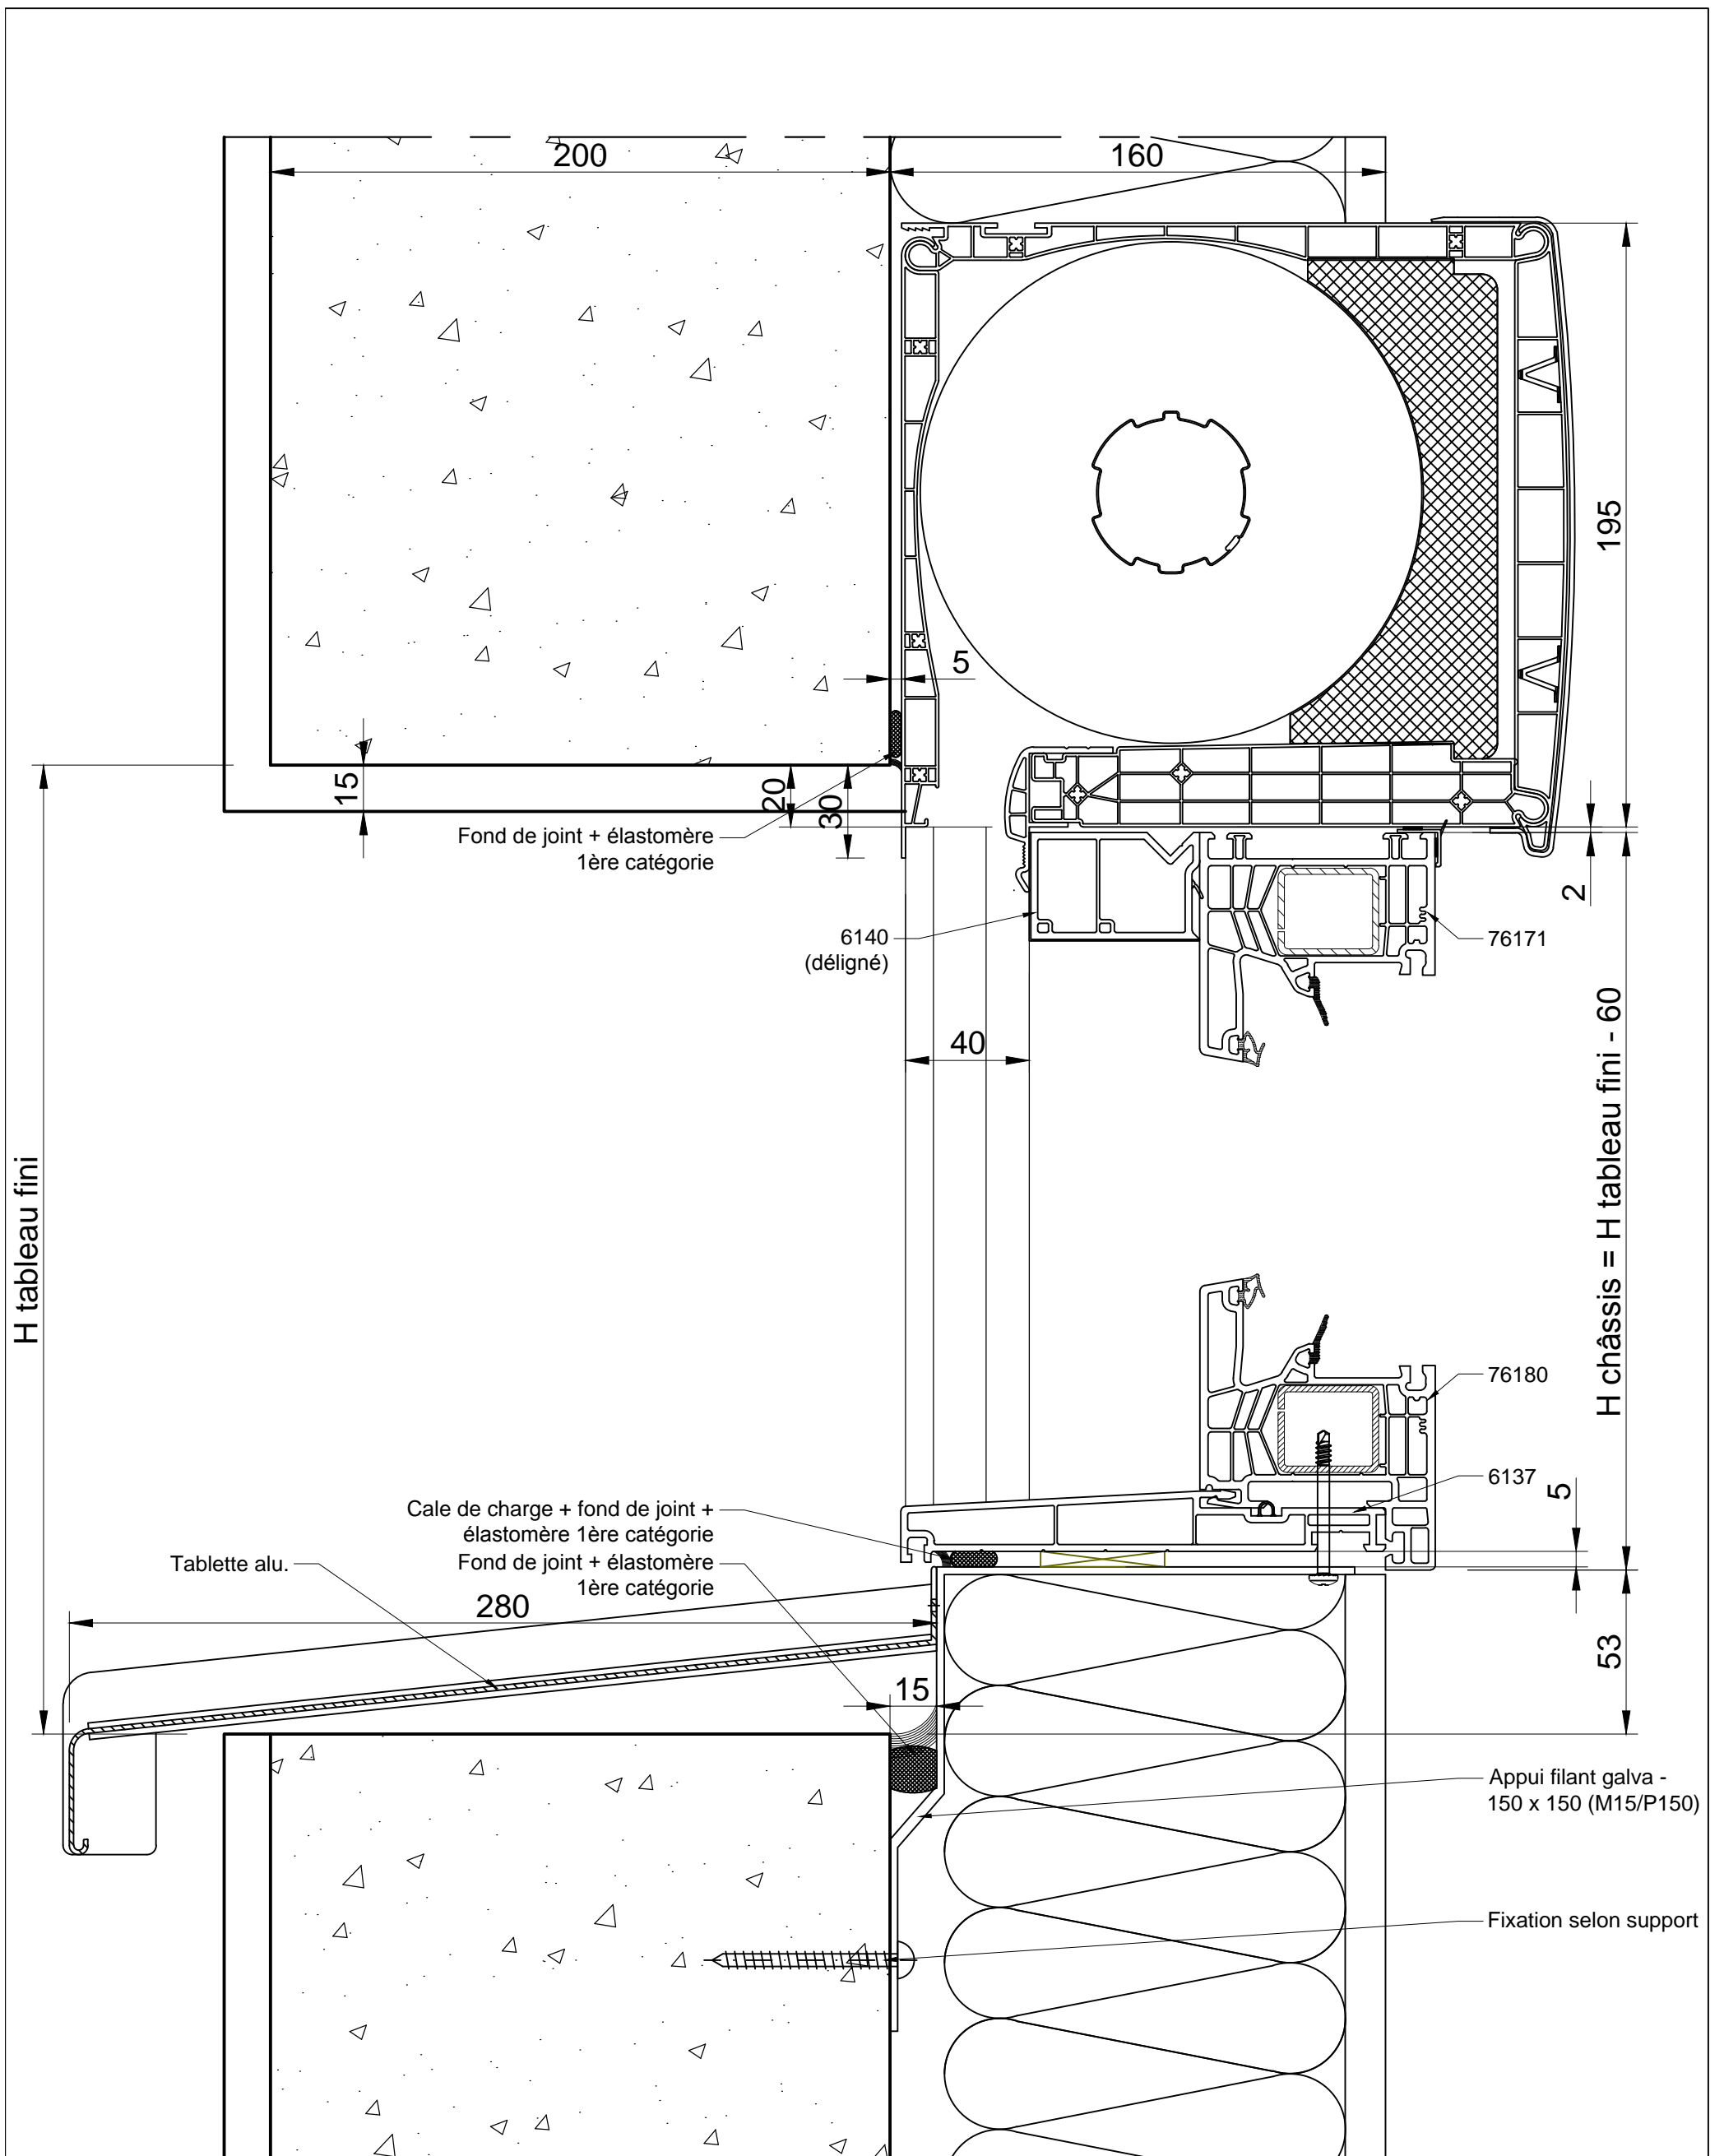 200
160
195
5
15
20
30
Fond de joint + élastomère
1ère catégorie
2
6140
(déligné)
76171
40
H tableau fini
H châssis = H tableau fini - 60
76180
6137
5
Cale de charge + fond de joint +
élastomère 1ère catégorie
Fond de joint + élastomère
1ère catégorie
Tablette alu.
280
53
15
Appui filant galva -
150 x 150 (M15/P150)
Fixation selon support